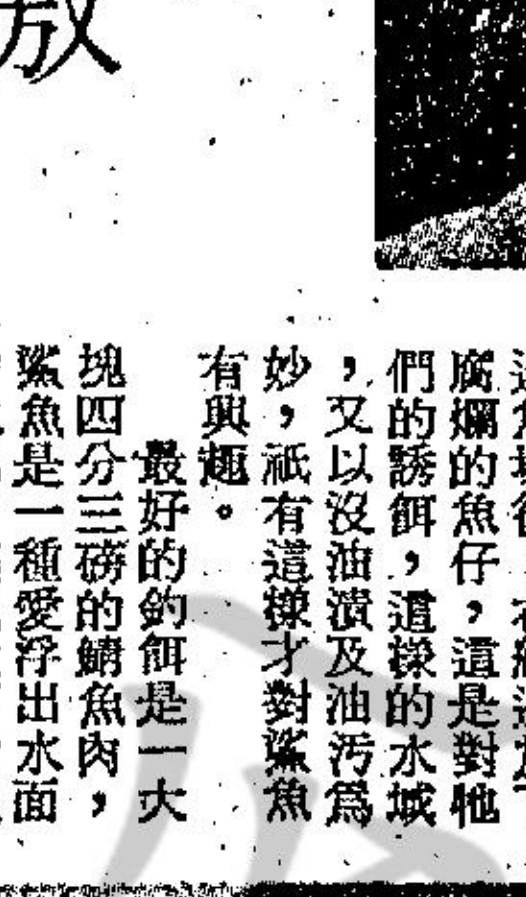 腐爛的魚仔，這是對牠
們的誘餌，這樣的水域
，又以沒油漬及油污爲
妙，祇有這樣才對鯊魚
有興趣。
最好的釣餌是一大
塊四分三磅的鯖魚肉，
鯊魚是一種愛浮出水面